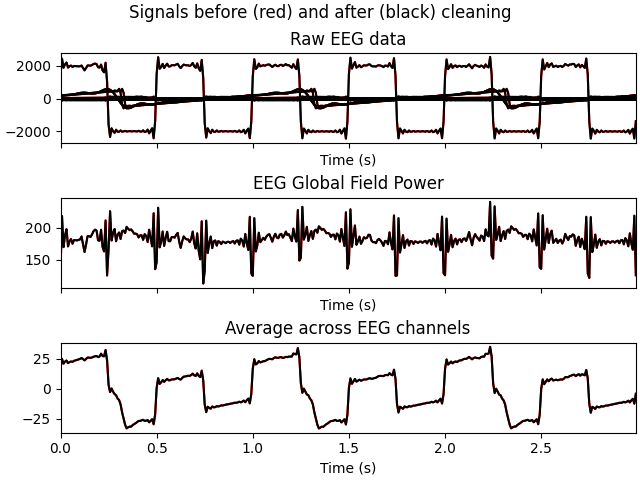 Signals before (red) and after (black) cleaning
Raw EEG data
2000
0
−2000
Time (s)
EEG Global Field Power
200
150
Time (s)
Average across EEG channels
25
0
−25
0.0 0.5 1.0 1.5 2.0 2.5
Time (s)